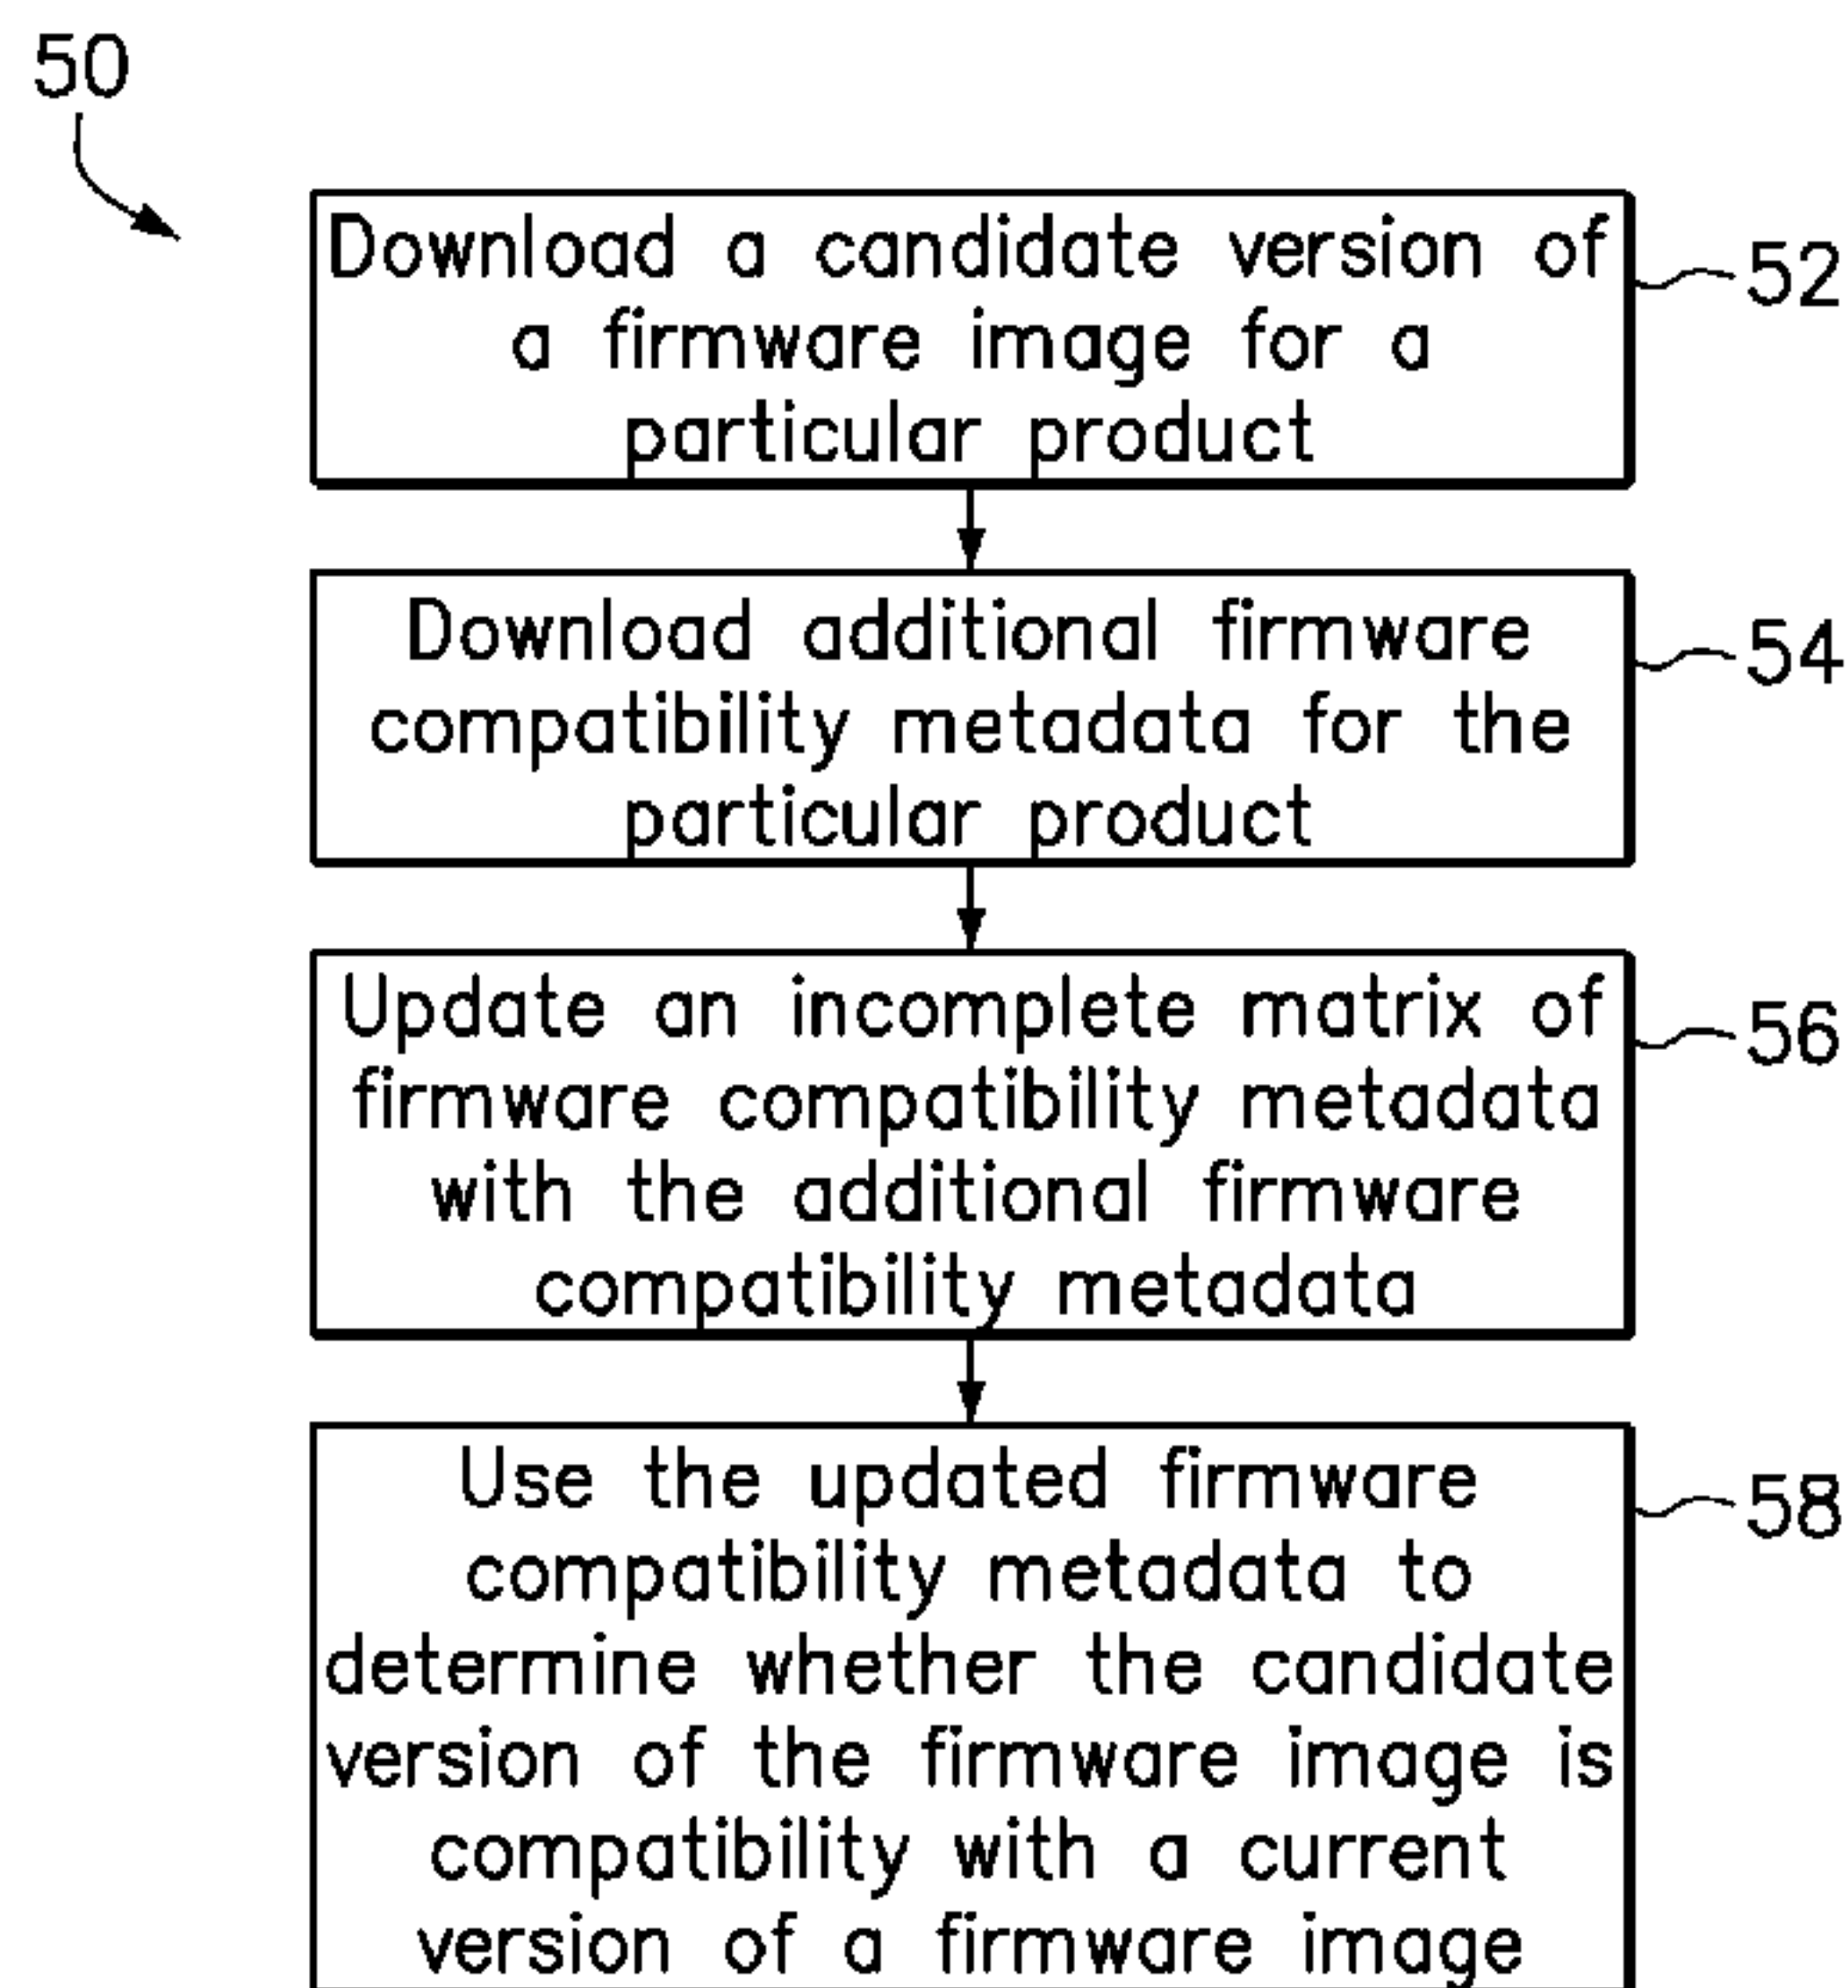 50
Download a candidate version of
a firmware image for a
particular product
52
Download additional firmware
compatibility metadata for the
particular product
54
Update an incomplete matrix of
firmware compatibility metadata
with the additional firmware
compatibility metadata
56
Use the updated firmware
compatibility metadata to
determine whether the candidate
version of the firmware image is
compatibility with a current
version of a firmware image
58